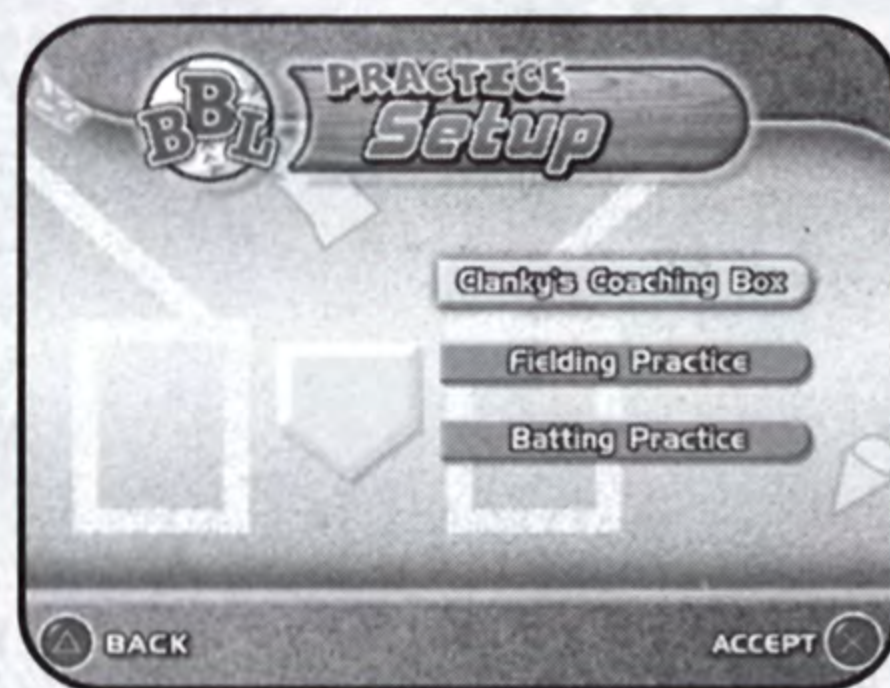 BBL
PRACTICE
Setup
Clanky's Coaching Box
Fielding Practice
Batting Practice
BACK
ACCEPT